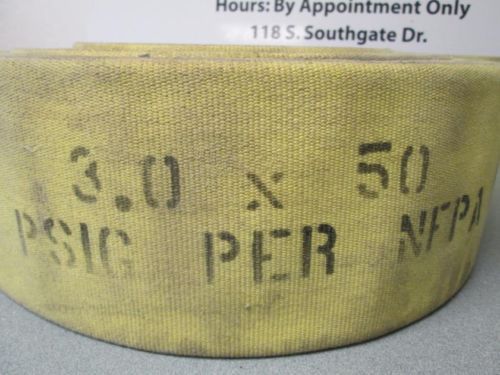 Hours: By Appointment Only
118 S. Southgate Dr.
3.0 x 50
PSIG PER NFPA